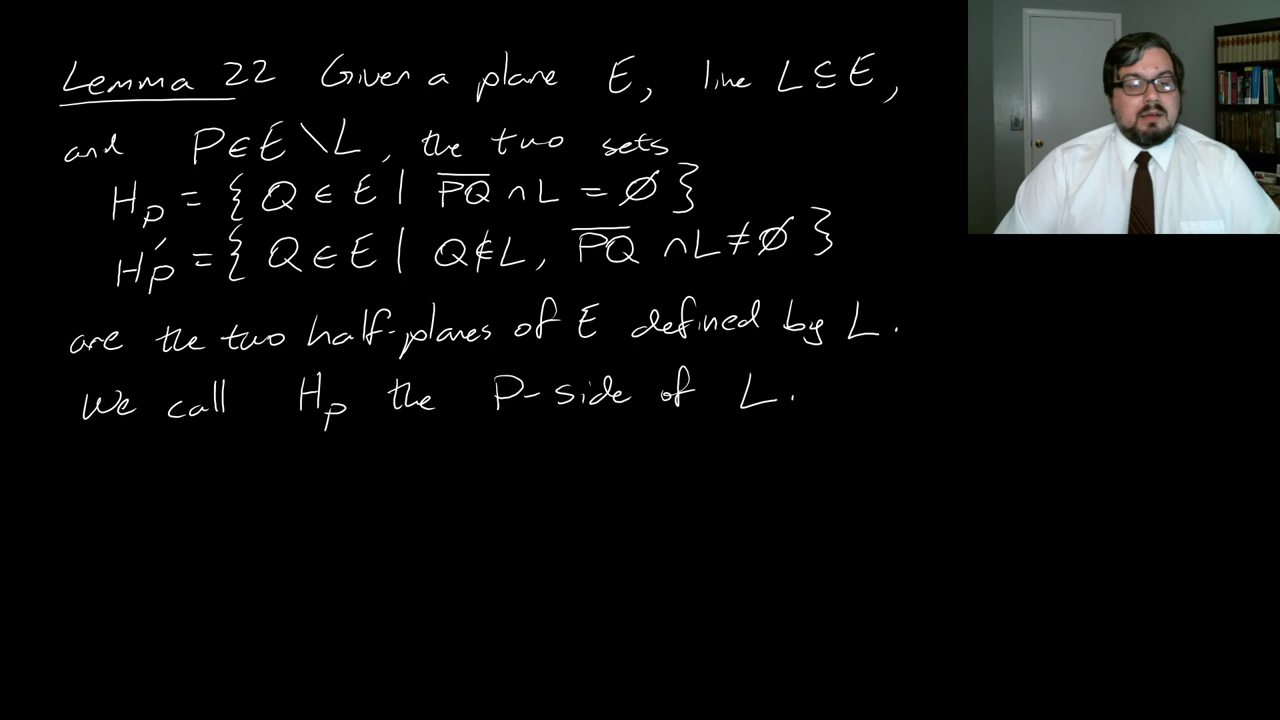 Lemma 22 Given a plane E, line L ⊆ E,
and P ∈ E \ L, the two sets
H_P = { Q ∈ E | \overline{PQ} ∩ L = ∅ }
H'_P = { Q ∈ E | Q ∉ L, \overline{PQ} ∩ L ≠ ∅ }
are the two half-planes of E defined by L.
We call H_P the P-side of L.